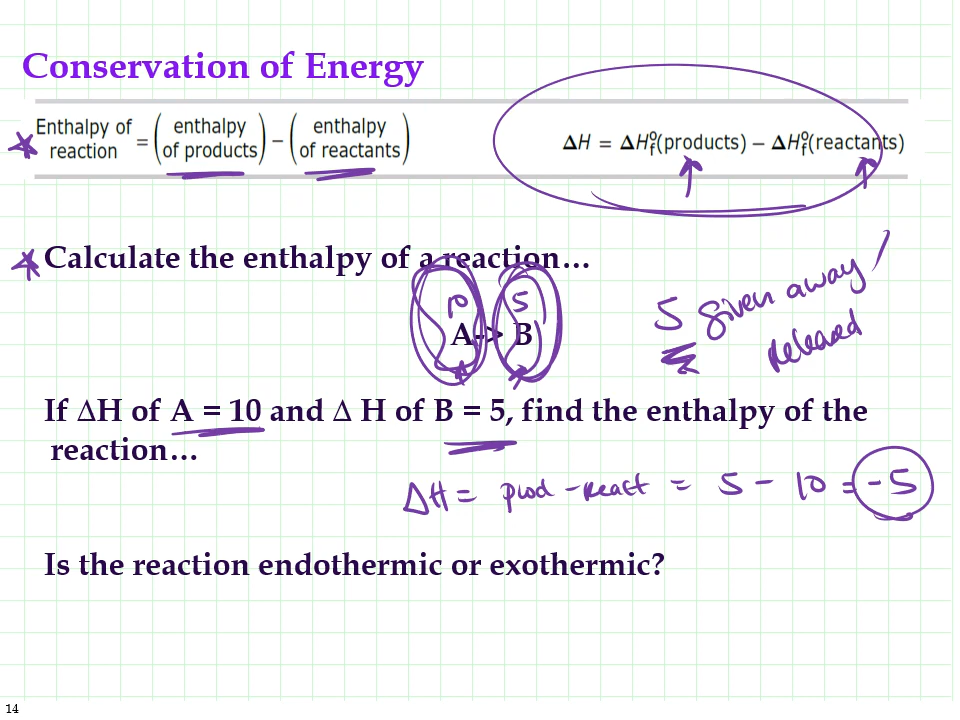 Conservation of Energy
Enthalpy of reaction = (enthalpy of products) − (enthalpy of reactants)
ΔH = ΔH°f(products) − ΔH°f(reactants)
Calculate the enthalpy of a reaction…
10 5
A-> B
5 given away/
released
If ΔH of A = 10 and Δ H of B = 5, find the enthalpy of the
reaction…
ΔH = prod - react = 5 - 10 = -5
Is the reaction endothermic or exothermic?
14